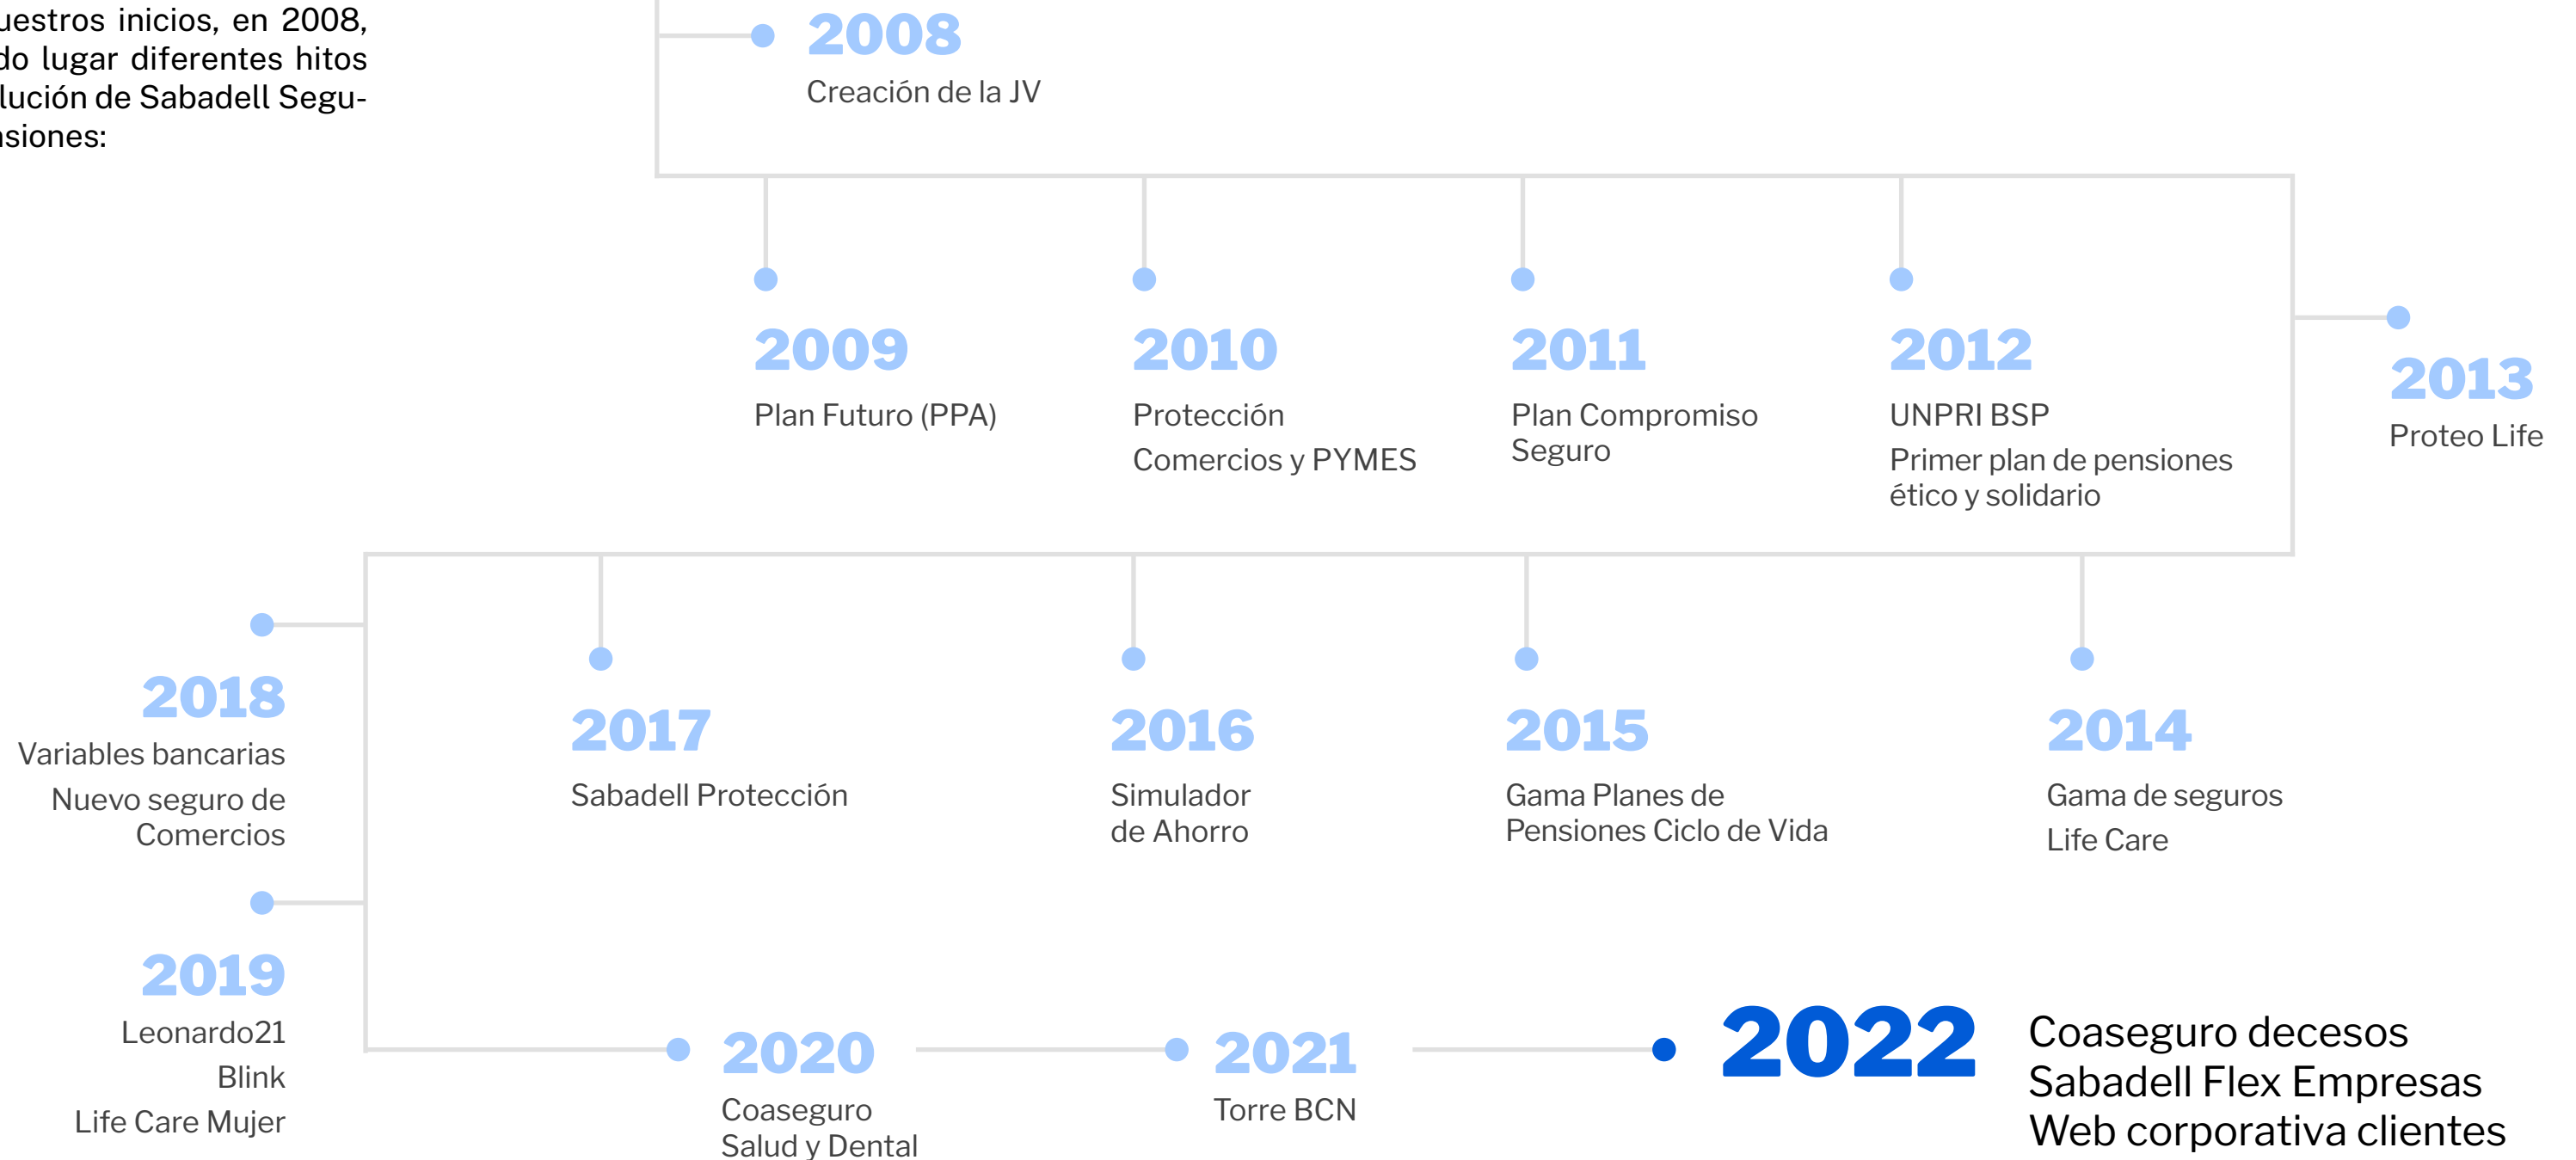 uestros inicios, en 2008,
do lugar diferentes hitos
lución de Sabadell Segu-
nsiones:
2008
Creación de la JV
2009
Plan Futuro (PPA)
2010
Protección
Comercios y PYMES
2011
Plan Compromiso
Seguro
2012
UNPRI BSP
Primer plan de pensiones
ético y solidario
2013
Proteo Life
2014
Gama de seguros
Life Care
2015
Gama Planes de
Pensiones Ciclo de Vida
2016
Simulador
de Ahorro
2017
Sabadell Protección
2018
Variables bancarias
Nuevo seguro de
Comercios
2019
Leonardo21
Blink
Life Care Mujer
2020
Coaseguro
Salud y Dental
2021
Torre BCN
2022
Coaseguro decesos
Sabadell Flex Empresas
Web corporativa clientes